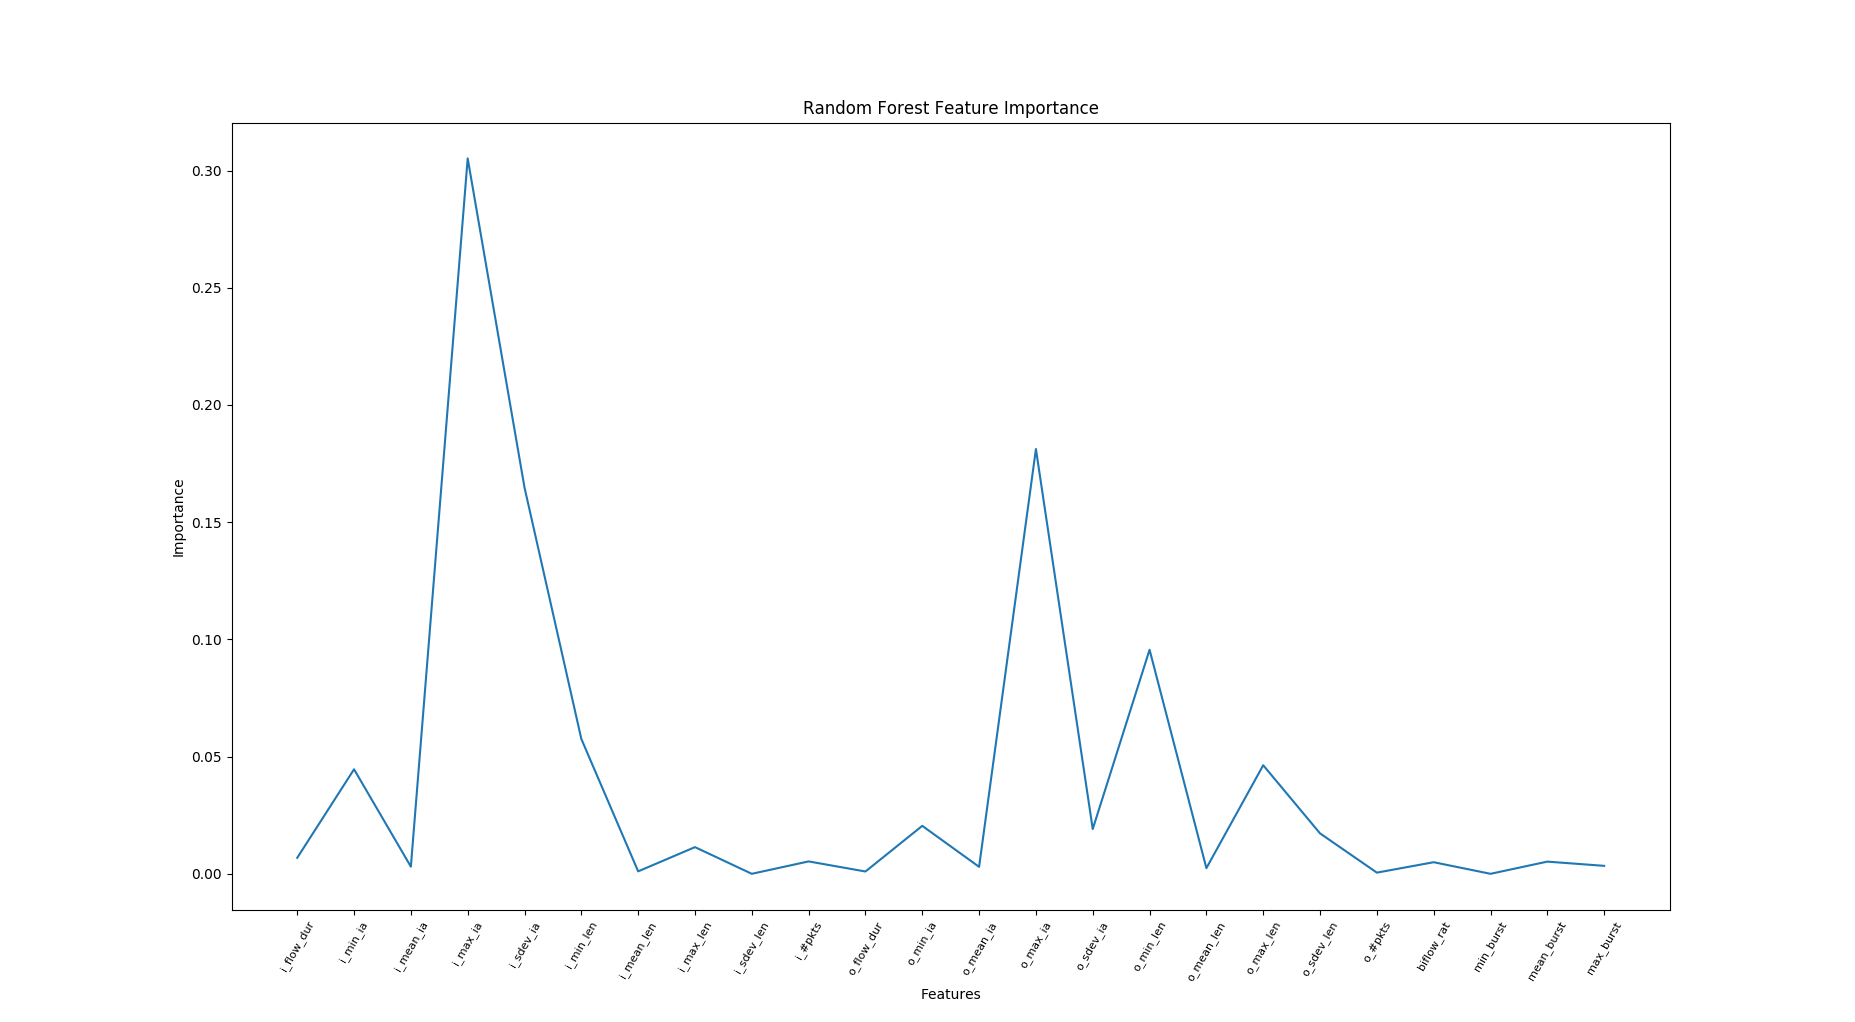 Random Forest Feature Importance
0.30
0.25
0.20
0.15
0.10
0.05
0.00
Importance
i_flow_dur
i_min_ia
i_mean_ia
i_max_ia
i_sdev_ia
i_min_len
i_mean_len
i_max_len
i_sdev_len
i_#pkts
o_flow_dur
o_min_ia
o_mean_ia
o_max_ia
o_sdev_ia
o_min_len
o_mean_len
o_max_len
o_sdev_len
o_#pkts
biflow_rat
min_burst
mean_burst
max_burst
Features